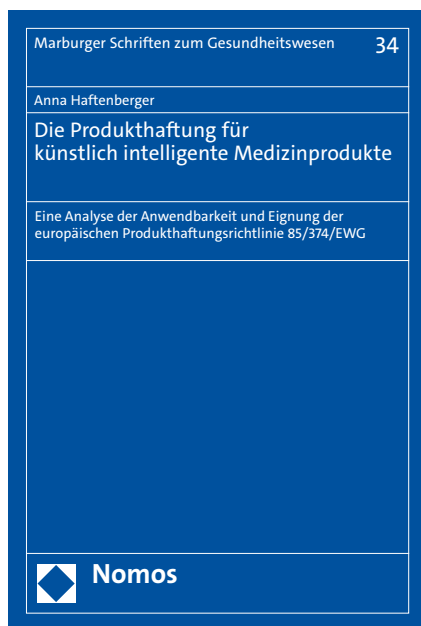 Marburger Schriften zum Gesundheitswesen 34
Anna Haftenberger
Die Produkthaftung für
künstlich intelligente Medizinprodukte
Eine Analyse der Anwendbarkeit und Eignung der
europäischen Produkthaftungsrichtlinie 85/374/EWG
Nomos